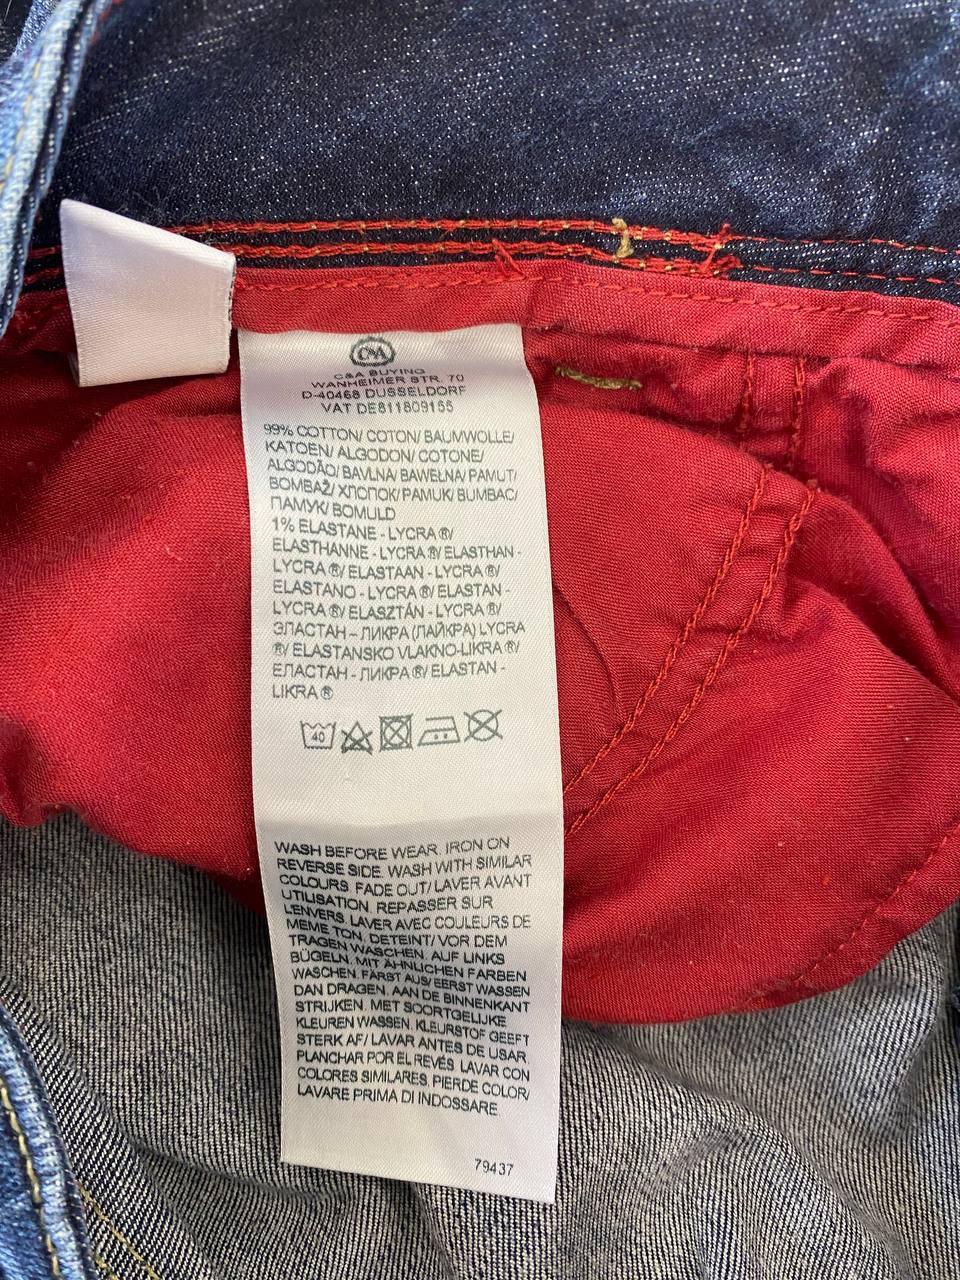 C&A
C&A BUYING
WANHEIMER STR. 70
D-40468 DUSSELDORF
VAT DE811809155
99% COTTON/ COTON/ BAUMWOLLE/
KATOEN/ ALGODON/ COTONE/
ALGODÃO/ BAVLNA/ BAWEŁNA/ PAMUT/
BOMBAŽ/ ХЛОПОК/ PAMUK/ BUMBAC/
ПАМУК/ BOMULD
1% ELASTANE - LYCRA ®/
ELASTHANNE - LYCRA ®/ ELASTHAN -
LYCRA ®/ ELASTAAN - LYCRA ®/
ELASTANO - LYCRA ®/ ELASTAN -
LYCRA ®/ ELASZTÁN - LYCRA ®/
ЭЛАСТАН – ЛИКРА (ЛАЙКРА) LYCRA
®/ ELASTANSKO VLAKNO-LIKRA ®/
ЕЛАСТАН - ЛИКРА ®/ ELASTAN -
LIKRA ®
40
WASH BEFORE WEAR. IRON ON
REVERSE SIDE. WASH WITH SIMILAR
COLOURS. FADE OUT/ LAVER AVANT
UTILISATION. REPASSER SUR
L'ENVERS. LAVER AVEC COULEURS DE
MEME TON. DETEINT/ VOR DEM
TRAGEN WASCHEN. AUF LINKS
BÜGELN. MIT ÄHNLICHEN FARBEN
WASCHEN. FÄRBT AUS/ EERST WASSEN
DAN DRAGEN. AAN DE BINNENKANT
STRIJKEN. MET SOORTGELIJKE
KLEUREN WASSEN. KLEURSTOF GEEFT
STERK AF/ LAVAR ANTES DE USAR.
PLANCHAR POR EL REVÉS. LAVAR CON
COLORES SIMILARES. PIERDE COLOR/
LAVARE PRIMA DI INDOSSARE.
79437